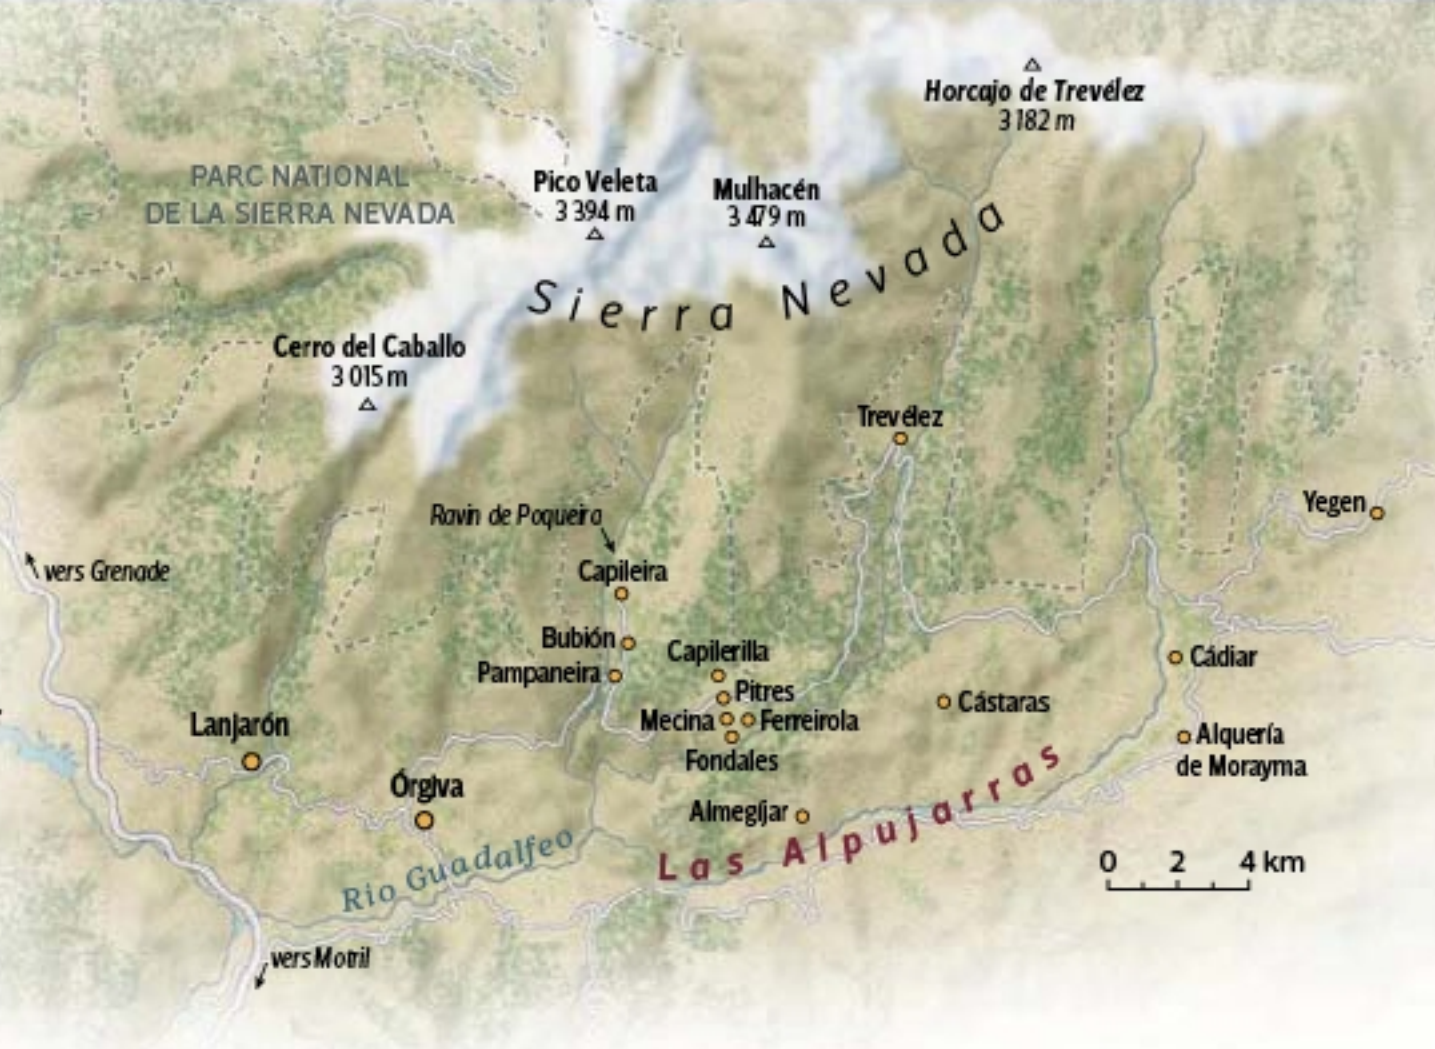 Horcajo de Trevélez
3 182 m
PARC NATIONAL
DE LA SIERRA NEVADA
Pico Veleta
3 394 m
Mulhacén
3 479 m
Sierra Nevada
Cerro del Caballo
3 015 m
Trevélez
Ravin de Poqueira
Yegen
vers Grenade
Capileira
Bubión
Capilerilla
Pampaneira
Pitres
Cádiar
Cástaras
Mecina
Ferreirola
Fondales
Lanjarón
Alquería
de Morayma
Órgiva
Almegíjar
Las Alpujarras
Rio Guadalfeo
0 2 4 km
vers Motril